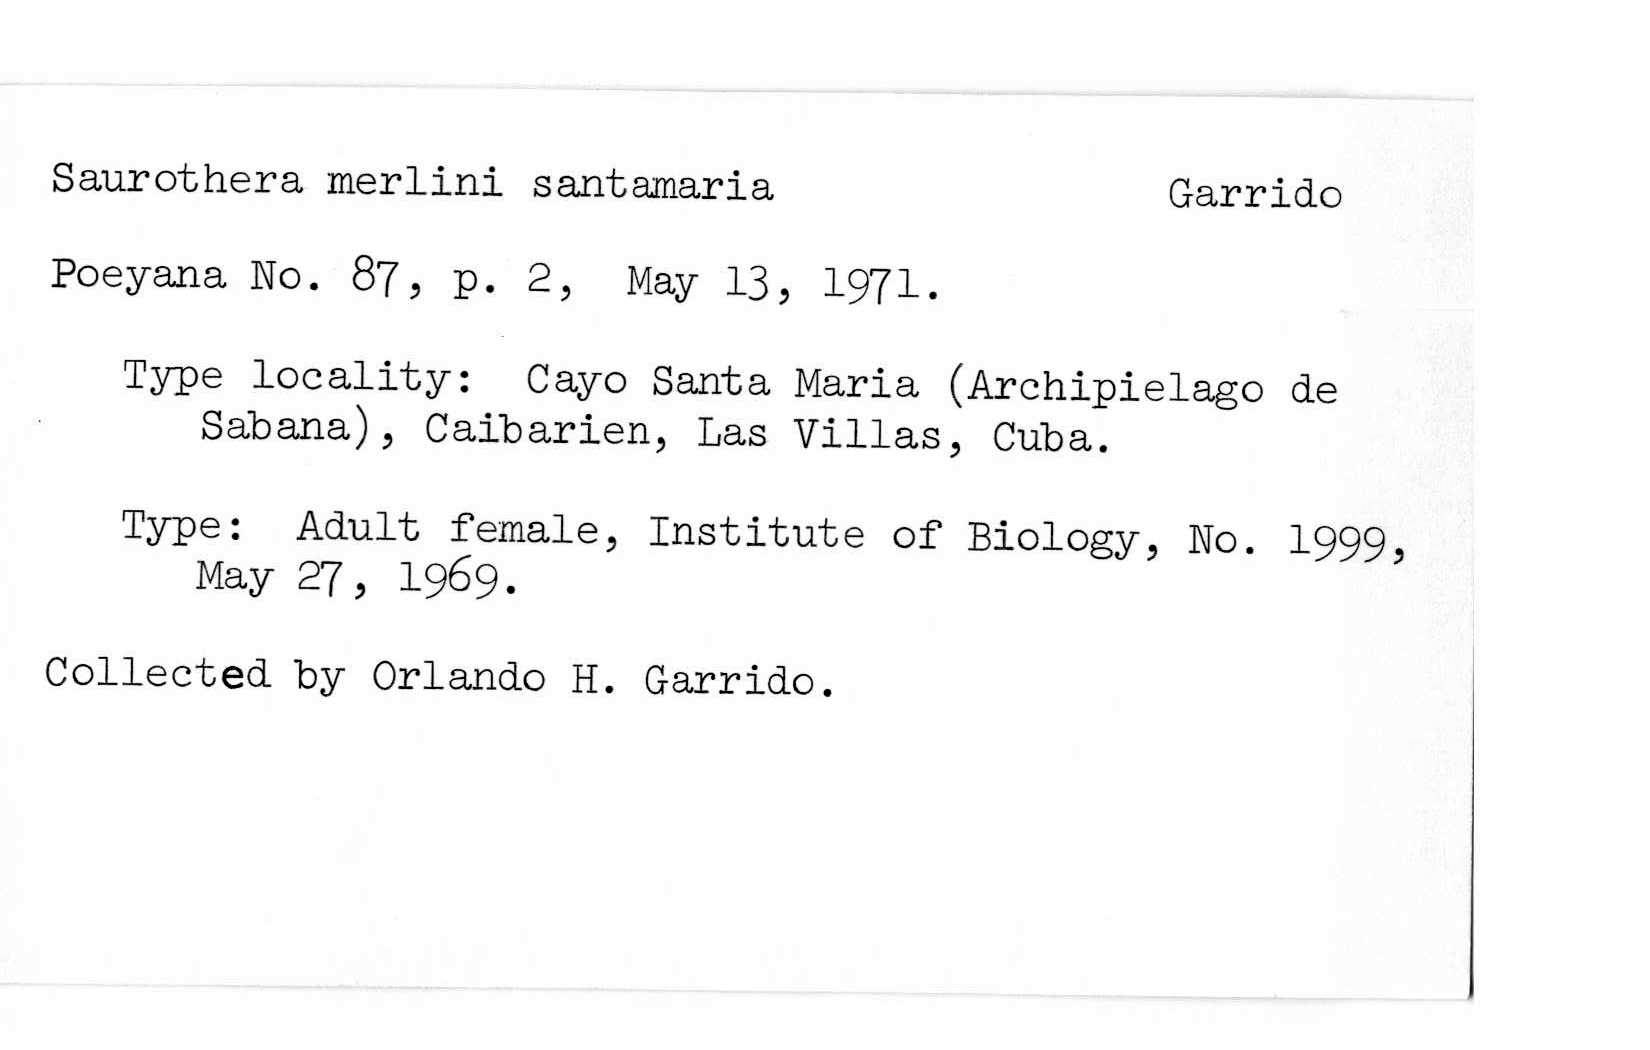 Saurothera merlini santamaria Garrido
Poeyana No. 87, p. 2, May 13, 1971.
Type locality: Cayo Santa Maria (Archipielago de
Sabana), Caibarien, Las Villas, Cuba.
Type: Adult female, Institute of Biology, No. 1999,
May 27, 1969.
Collected by Orlando H. Garrido.